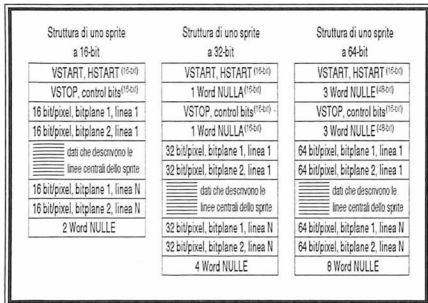 Struttura di uno sprite
a 16-bit
VSTART, HSTART (16-bit)
VSTOP, control bits (16-bit)
16 bit/pixel, bitplane 1, linea 1
16 bit/pixel, bitplane 2, linea 1
dati che descrivono le
linee centrali dello sprite
16 bit/pixel, bitplane 1, linea N
16 bit/pixel, bitplane 2, linea N
2 Word NULLE
Struttura di uno sprite
a 32-bit
VSTART, HSTART (16-bit)
1 Word NULLA (16-bit)
VSTOP, control bits (16-bit)
1 Word NULLA (16-bit)
32 bit/pixel, bitplane 1, linea 1
32 bit/pixel, bitplane 2, linea 1
dati che descrivono le
linee centrali dello sprite
32 bit/pixel, bitplane 1, linea N
32 bit/pixel, bitplane 2, linea N
4 Word NULLE
Struttura di uno sprite
a 64-bit
VSTART, HSTART (16-bit)
3 Word NULLE (48-bit)
VSTOP, control bits (16-bit)
3 Word NULLE (48-bit)
64 bit/pixel, bitplane 1, linea 1
64 bit/pixel, bitplane 2, linea 1
dati che descrivono le
linee centrali dello sprite
64 bit/pixel, bitplane 1, linea N
64 bit/pixel, bitplane 2, linea N
8 Word NULLE